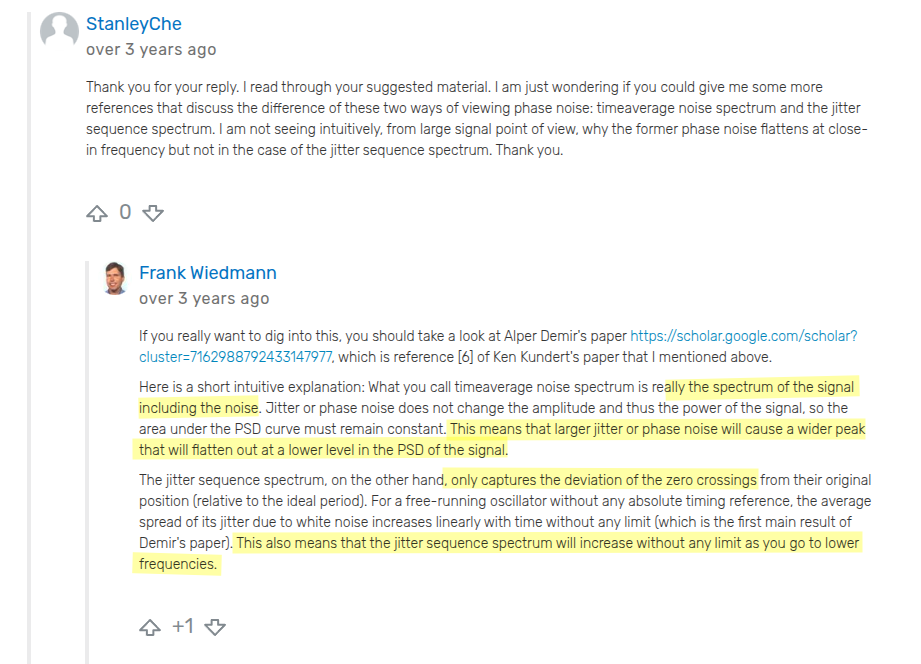 StanleyChe
over 3 years ago
Thank you for your reply. I read through your suggested material. I am just wondering if you could give me some more
references that discuss the difference of these two ways of viewing phase noise: timeaverage noise spectrum and the jitter
sequence spectrum. I am not seeing intuitively, from large signal point of view, why the former phase noise flattens at close-
in frequency but not in the case of the jitter sequence spectrum. Thank you.
0
Frank Wiedmann
over 3 years ago
If you really want to dig into this, you should take a look at Alper Demir's paper https://scholar.google.com/scholar?
cluster=7162988792433147977, which is reference [6] of Ken Kundert's paper that I mentioned above.
Here is a short intuitive explanation: What you call timeaverage noise spectrum is really the spectrum of the signal
including the noise. Jitter or phase noise does not change the amplitude and thus the power of the signal, so the
area under the PSD curve must remain constant. This means that larger jitter or phase noise will cause a wider peak
that will flatten out at a lower level in the PSD of the signal.
The jitter sequence spectrum, on the other hand, only captures the deviation of the zero crossings from their original
position (relative to the ideal period). For a free-running oscillator without any absolute timing reference, the average
spread of its jitter due to white noise increases linearly with time without any limit (which is the first main result of
Demir's paper). This also means that the jitter sequence spectrum will increase without any limit as you go to lower
frequencies.
+1